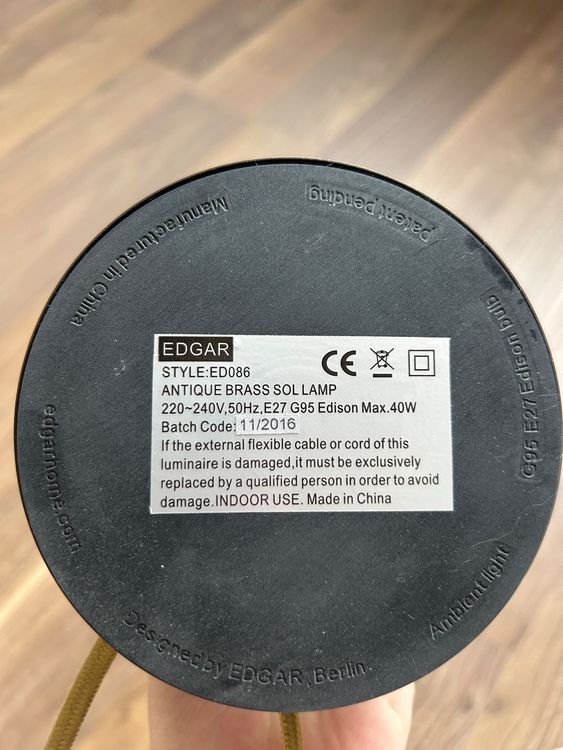 EDGAR
STYLE:ED086
ANTIQUE BRASS SOL LAMP
220~240V,50Hz,E27 G95 Edison Max.40W
Batch Code: 11/2016
If the external flexible cable or cord of this
luminaire is damaged,it must be exclusively
replaced by a qualified person in order to avoid
damage.INDOOR USE. Made in China
CE
Manufactured in China
patent pending
G95 E27 Edison bulb
Ambient light
Designed by EDGAR, Berlin.
edgarhome.com